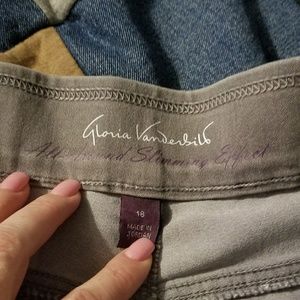 Gloria Vanderbilt
All Around Slimming Effect
18
MADE IN
JORDAN